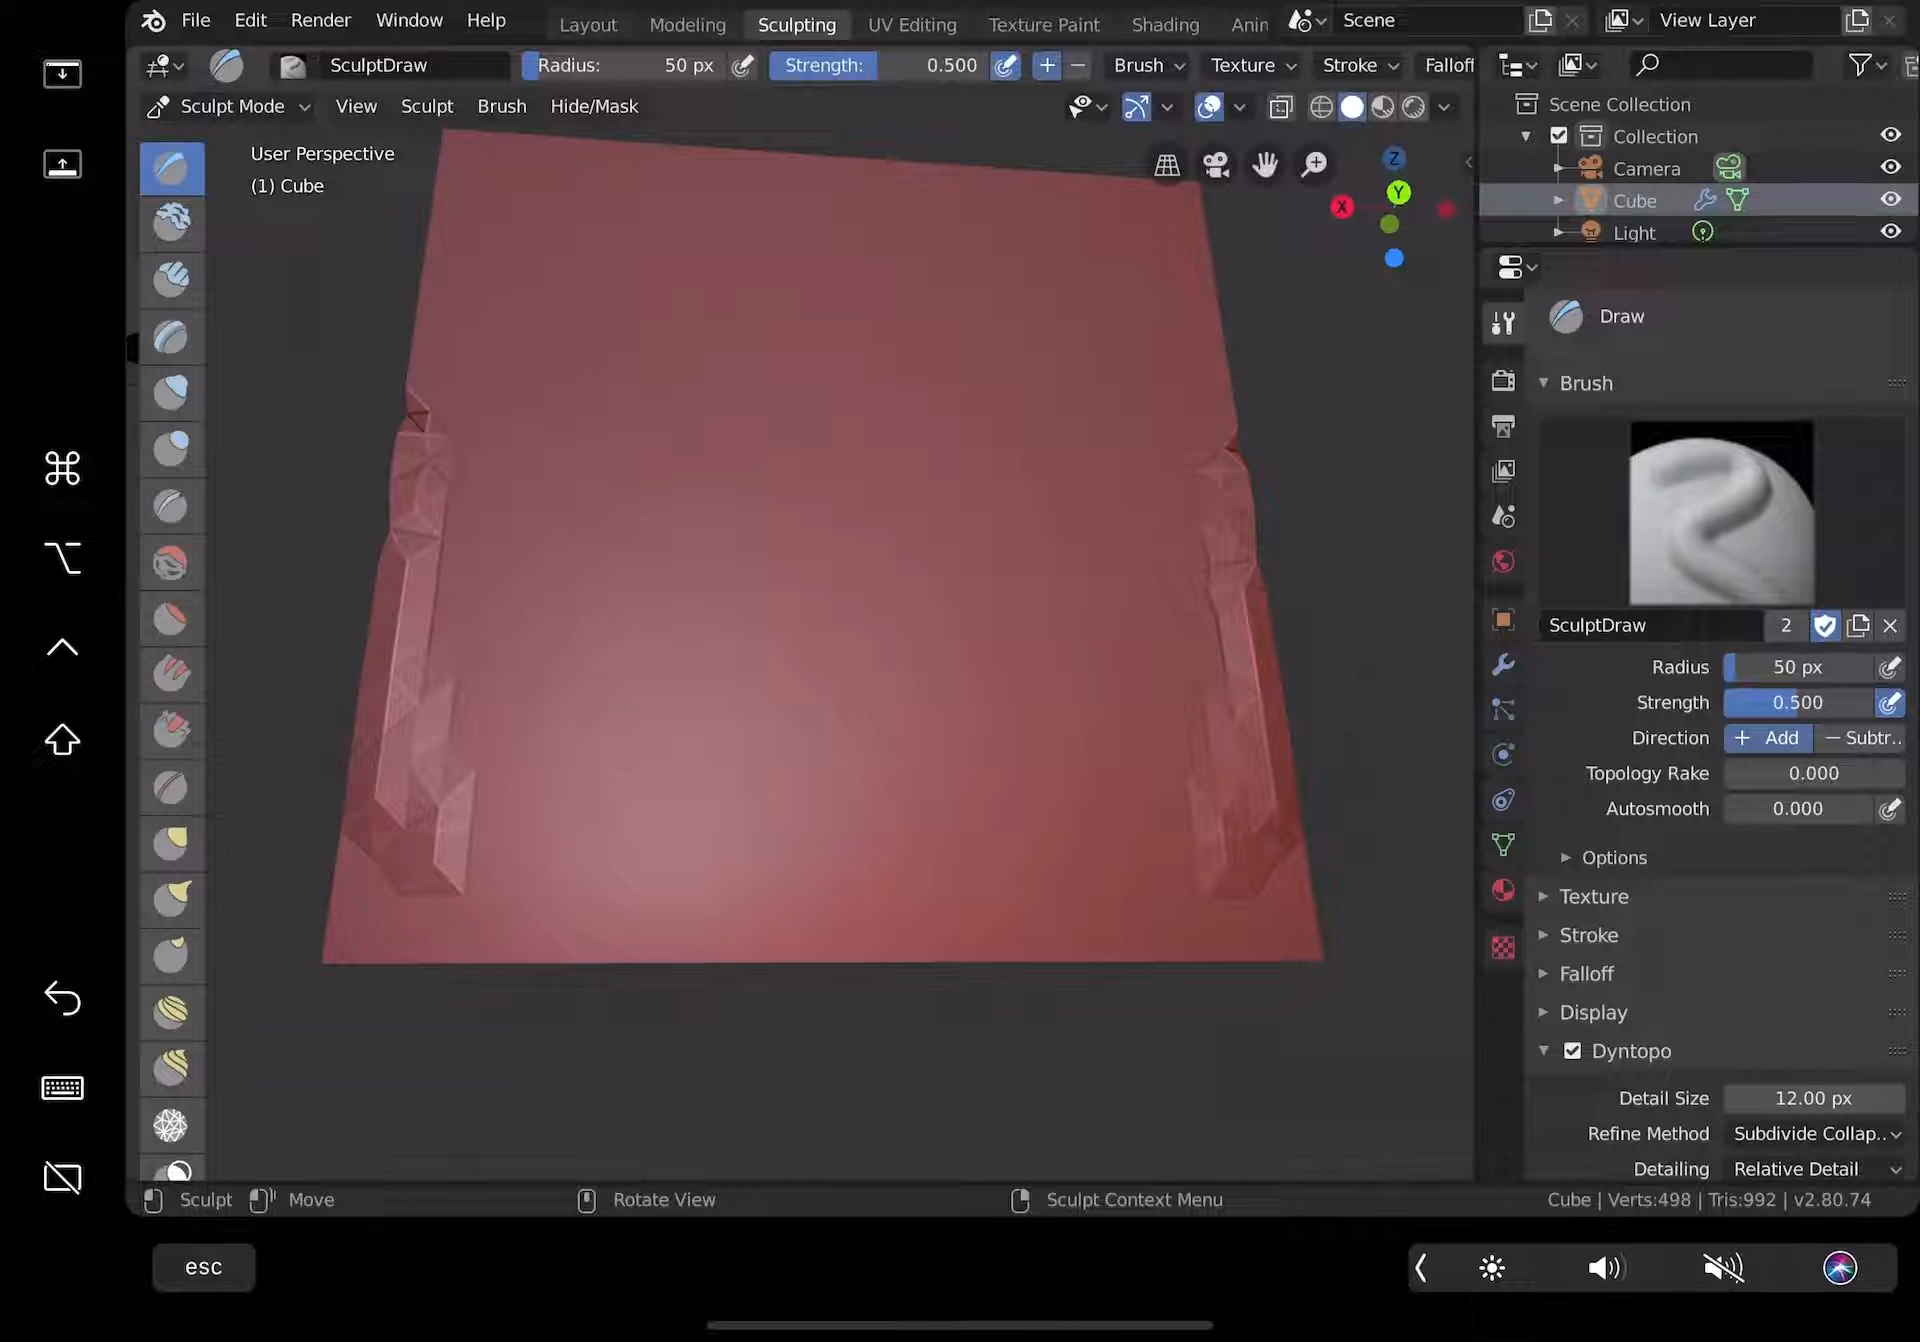 File Edit Render Window Help Layout Modeling Sculpting UV Editing Texture Paint Shading Anin Scene View Layer
SculptDraw Radius: 50 px Strength: 0.500 Brush Texture Stroke Falloff
Sculpt Mode View Sculpt Brush Hide/Mask
User Perspective
(1) Cube
Z
Y
X
Scene Collection
Collection
Camera
Cube
Light
Draw
Brush
SculptDraw 2
Radius 50 px
Strength 0.500
Direction + Add − Subtr..
Topology Rake 0.000
Autosmooth 0.000
Options
Texture
Stroke
Falloff
Display
Dyntopo
Detail Size 12.00 px
Refine Method Subdivide Collap..
Detailing Relative Detail
Sculpt Move Rotate View Sculpt Context Menu Cube | Verts:498 | Tris:992 | v2.80.74
esc